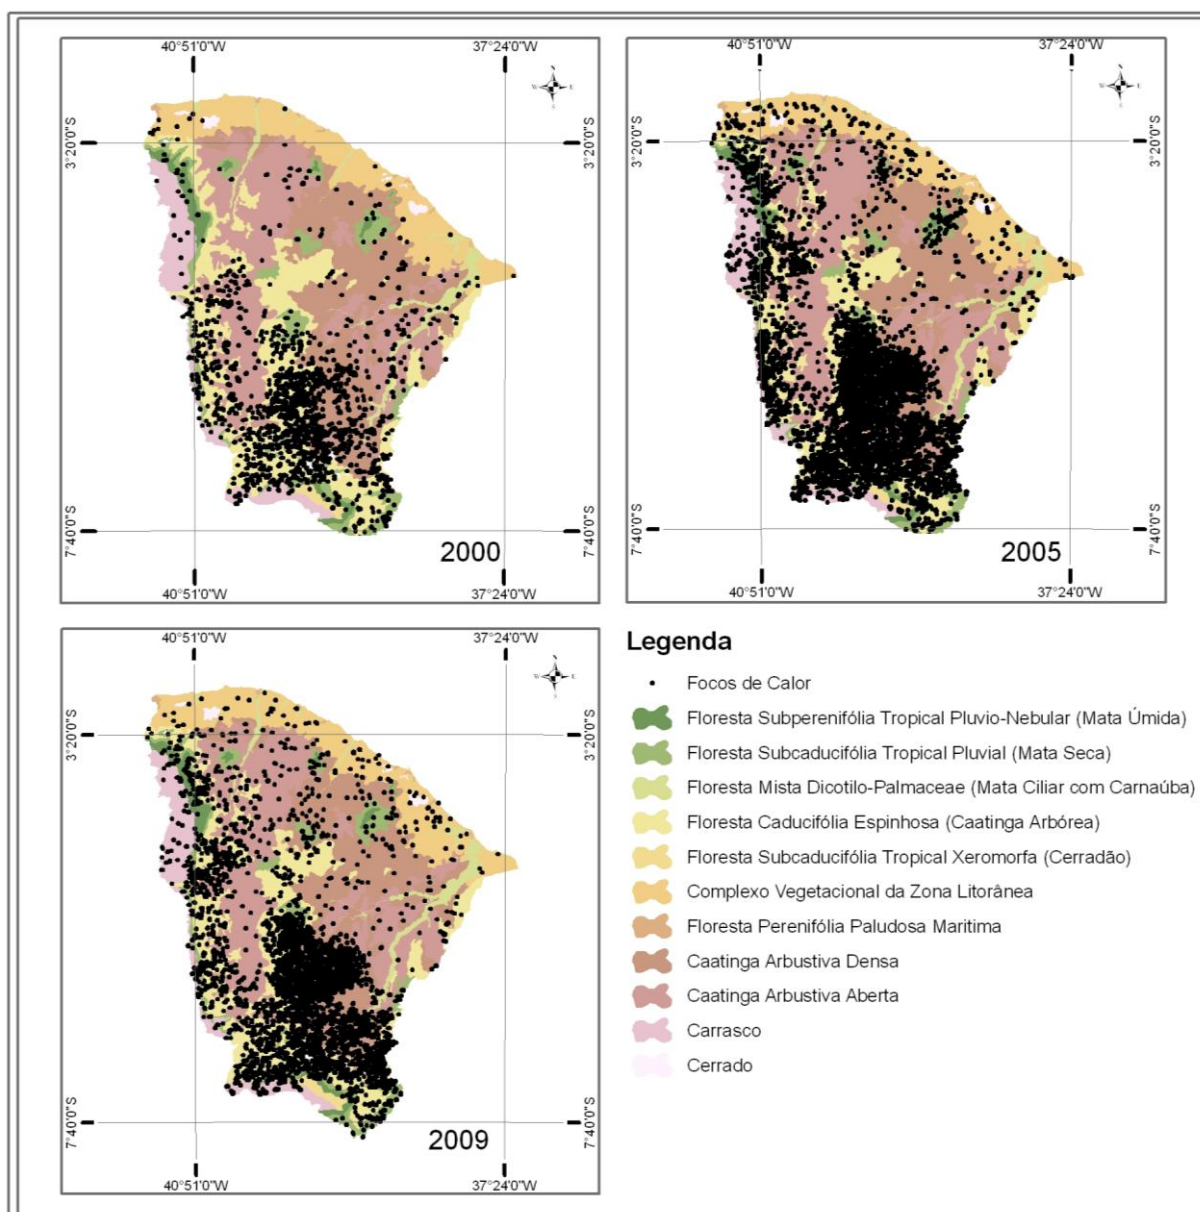 40°51'0"W
37°24'0"W
3°20'0"S
3°20'0"S
7°40'0"S
7°40'0"S
2000
40°51'0"W
37°24'0"W
40°51'0"W
37°24'0"W
3°20'0"S
3°20'0"S
7°40'0"S
7°40'0"S
2005
40°51'0"W
37°24'0"W
40°51'0"W
37°24'0"W
3°20'0"S
3°20'0"S
7°40'0"S
7°40'0"S
2009
40°51'0"W
37°24'0"W
Legenda
Focos de Calor
Floresta Subperenifólia Tropical Pluvio-Nebular (Mata Úmida)
Floresta Subcaducifólia Tropical Pluvial (Mata Seca)
Floresta Mista Dicotilo-Palmaceae (Mata Ciliar com Carnaúba)
Floresta Caducifólia Espinhosa (Caatinga Arbórea)
Floresta Subcaducifólia Tropical Xeromorfa (Cerradão)
Complexo Vegetacional da Zona Litorânea
Floresta Perenifólia Paludosa Maritima
Caatinga Arbustiva Densa
Caatinga Arbustiva Aberta
Carrasco
Cerrado